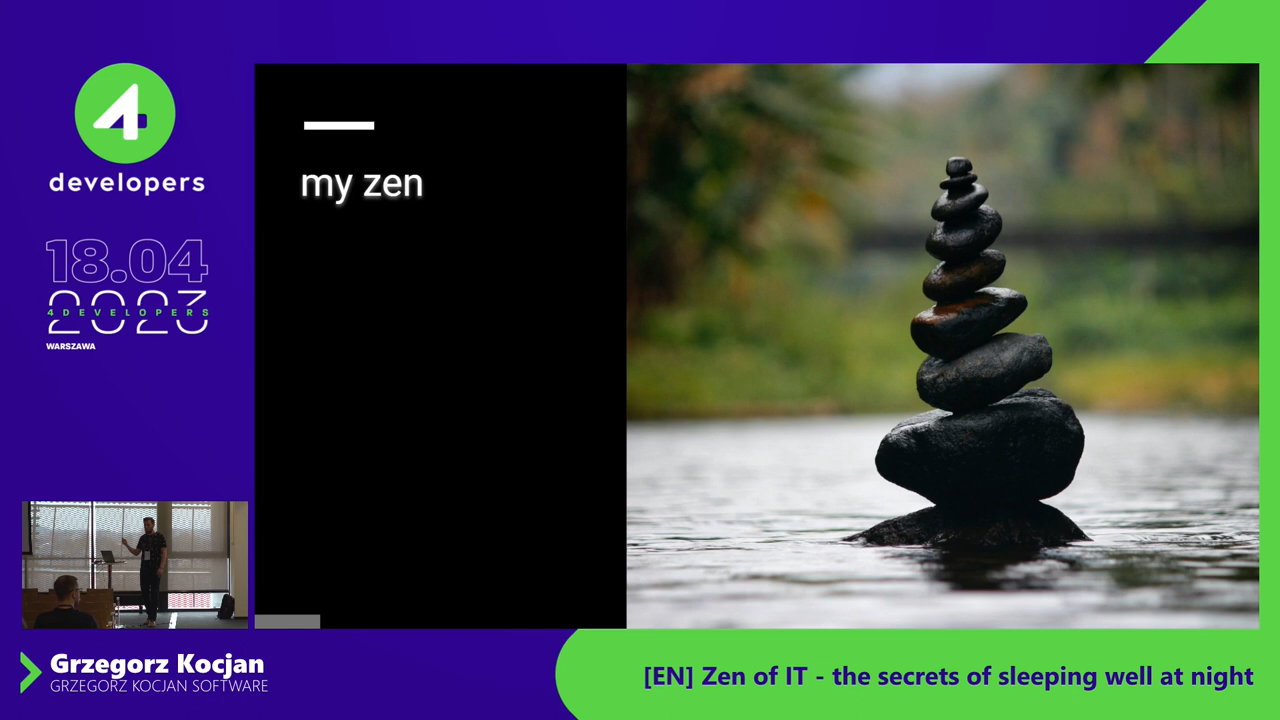 4
developers
18.04
2023
4DEVELOPERS
WARSZAWA
my zen
Grzegorz Kocjan
GRZEGORZ KOCJAN SOFTWARE
[EN] Zen of IT - the secrets of sleeping well at night